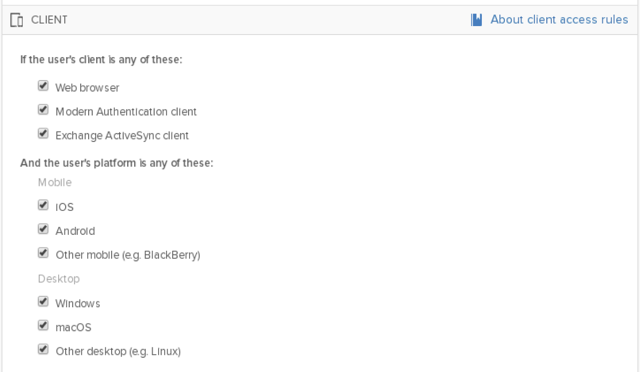 CLIENT
About client access rules
If the user's client is any of these:
Web browser
Modern Authentication client
Exchange ActiveSync client
And the user's platform is any of these:
Mobile
iOS
Android
Other mobile (e.g. BlackBerry)
Desktop
Windows
macOS
Other desktop (e.g. Linux)